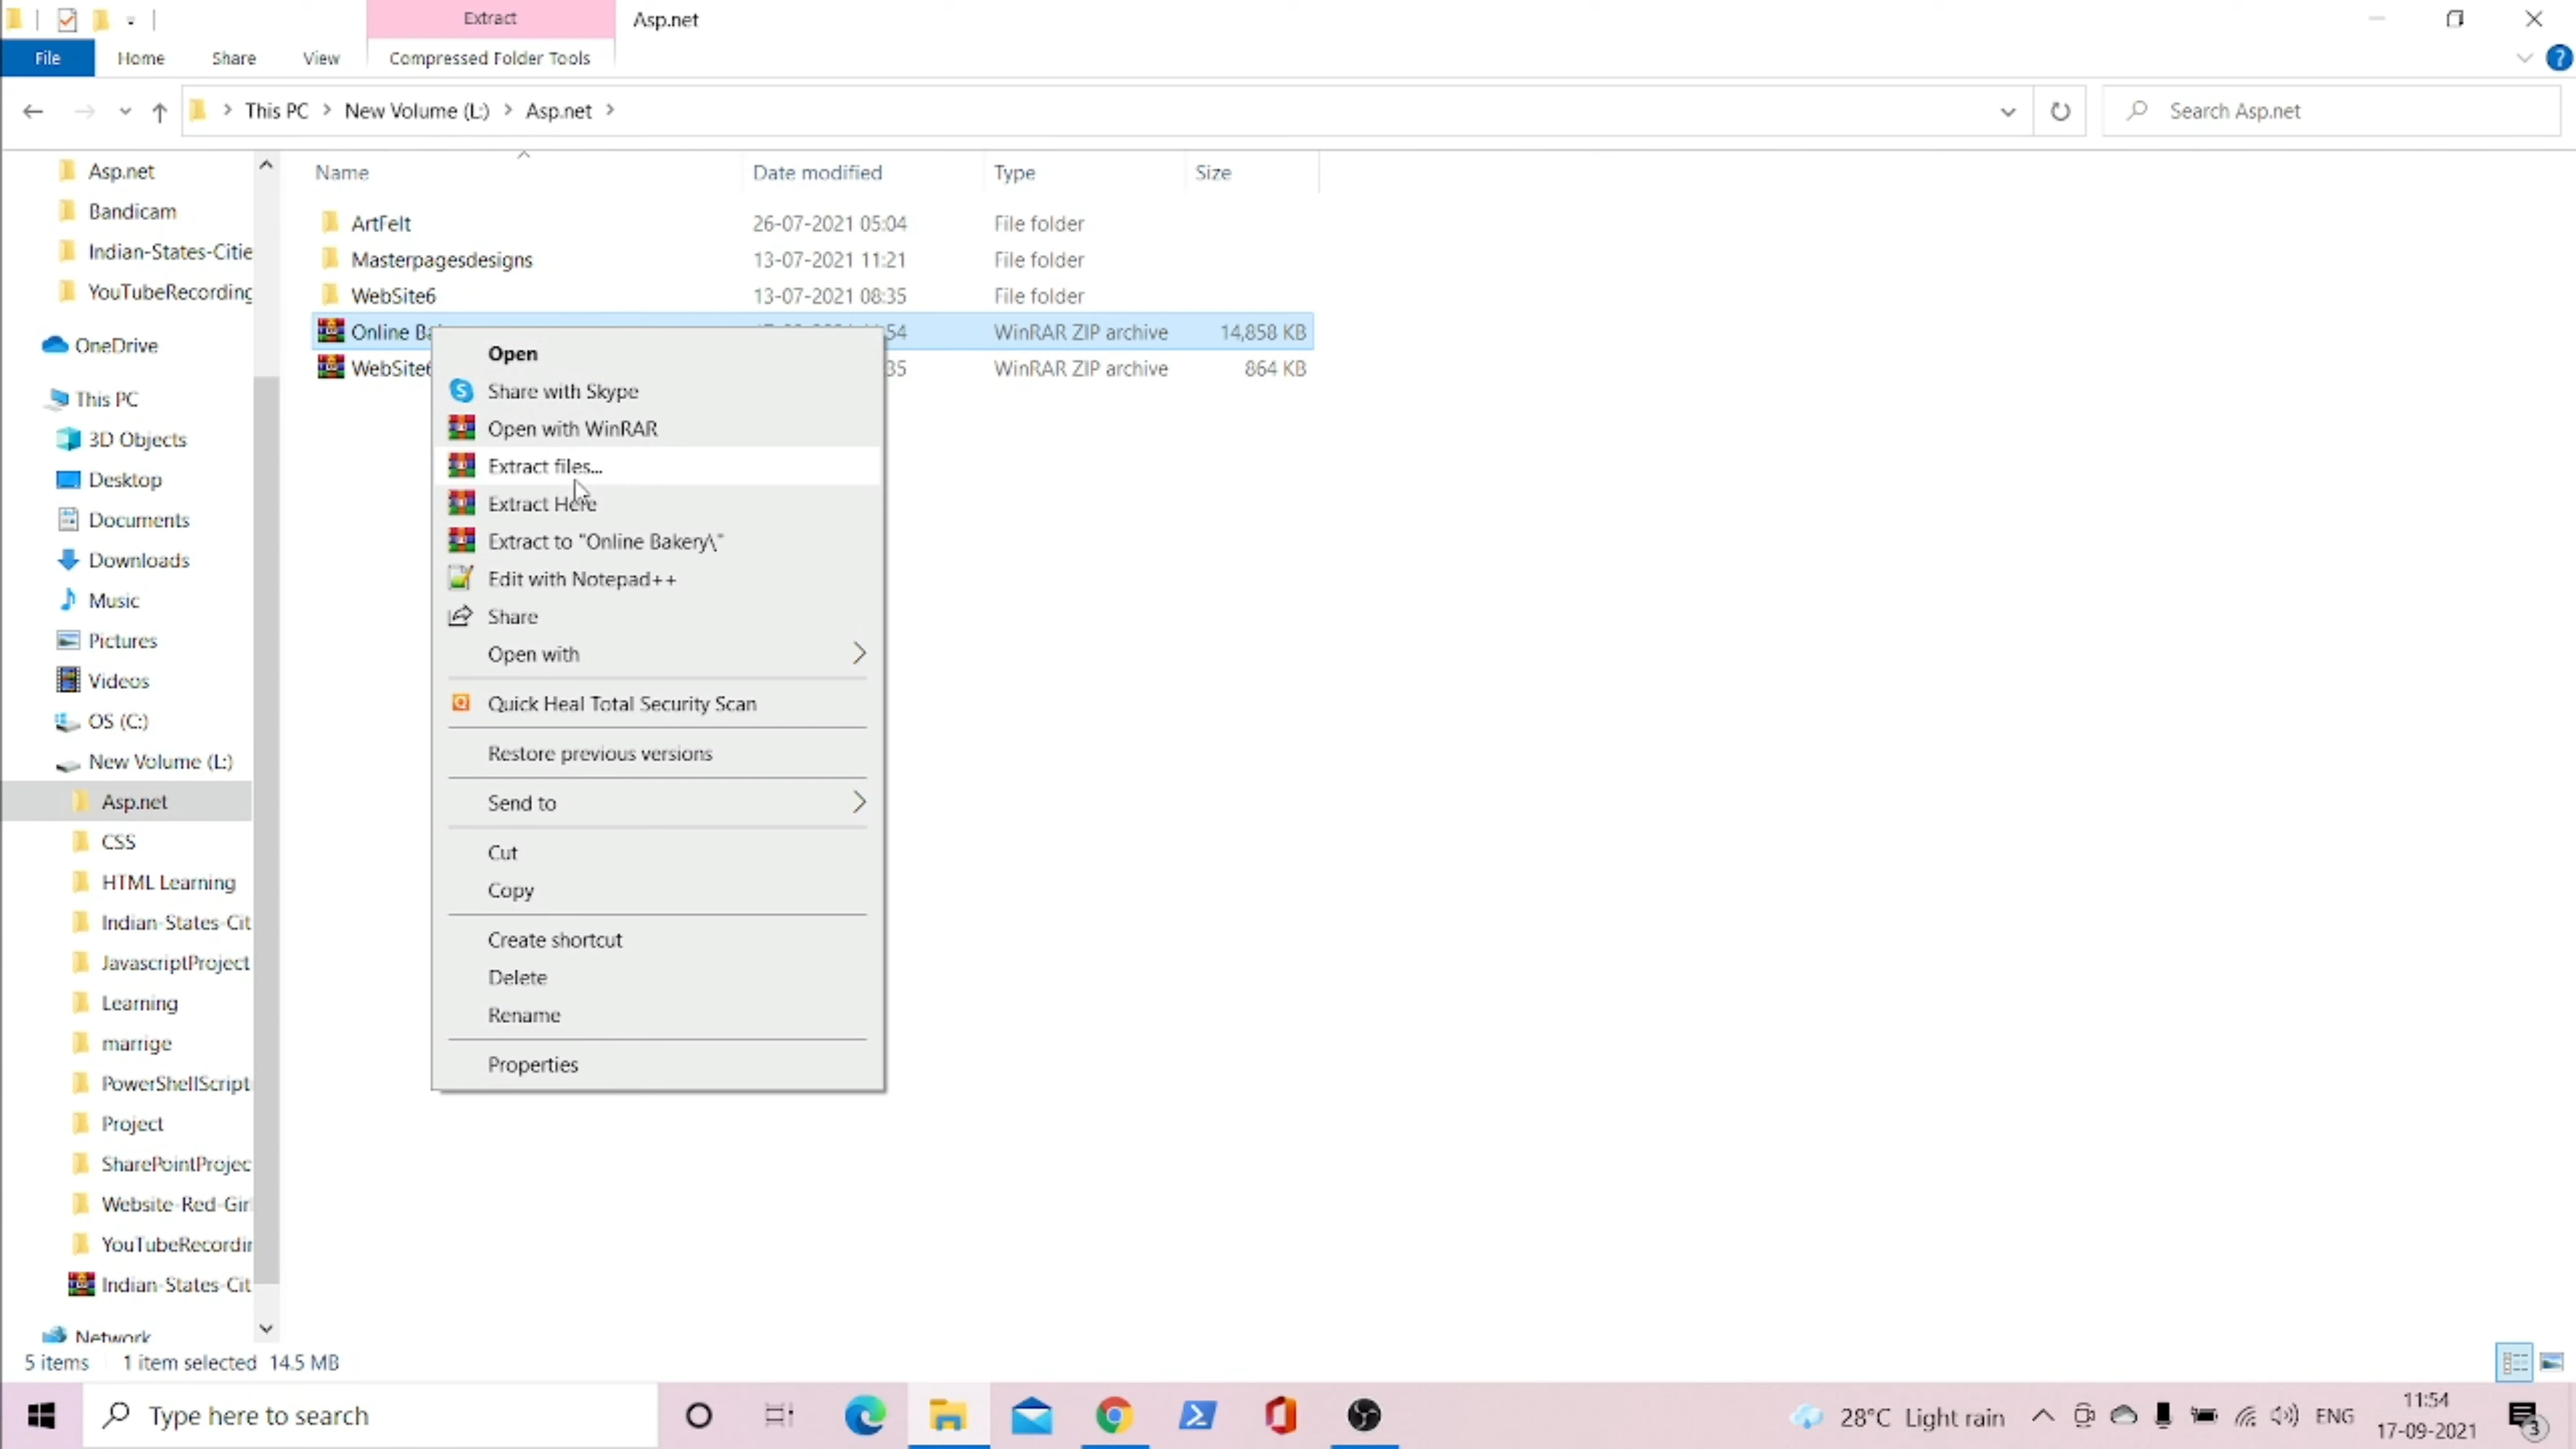 Extract
Asp.net
File
Home
Share
View
Compressed Folder Tools
This PC
New Volume (L:)
Asp.net
Search Asp.net
Name
Date modified
Type
Size
ArtFelt
26-07-2021 05:04
File folder
Masterpagesdesigns
13-07-2021 11:21
File folder
WebSite6
13-07-2021 08:35
File folder
Online Ba
54
WinRAR ZIP archive
14,858 KB
WebSite6
35
WinRAR ZIP archive
864 KB
Open
Share with Skype
Open with WinRAR
Extract files...
Extract Here
Extract to "Online Bakery\"
Edit with Notepad++
Share
Open with
Quick Heal Total Security Scan
Restore previous versions
Send to
Cut
Copy
Create shortcut
Delete
Rename
Properties
Asp.net
Bandicam
Indian-States-Citie
YouTubeRecording
OneDrive
This PC
3D Objects
Desktop
Documents
Downloads
Music
Pictures
Videos
OS (C:)
New Volume (L:)
Asp.net
CSS
HTML Learning
Indian-States-Cit
JavascriptProject
Learning
marrige
PowerShellScript
Project
SharePointProjec
Website-Red-Gir
YouTubeRecordin
Indian-States-Cit
Network
5 items
1 item selected 14.5 MB
Type here to search
28°C Light rain
ENG
11:54
17-09-2021
3